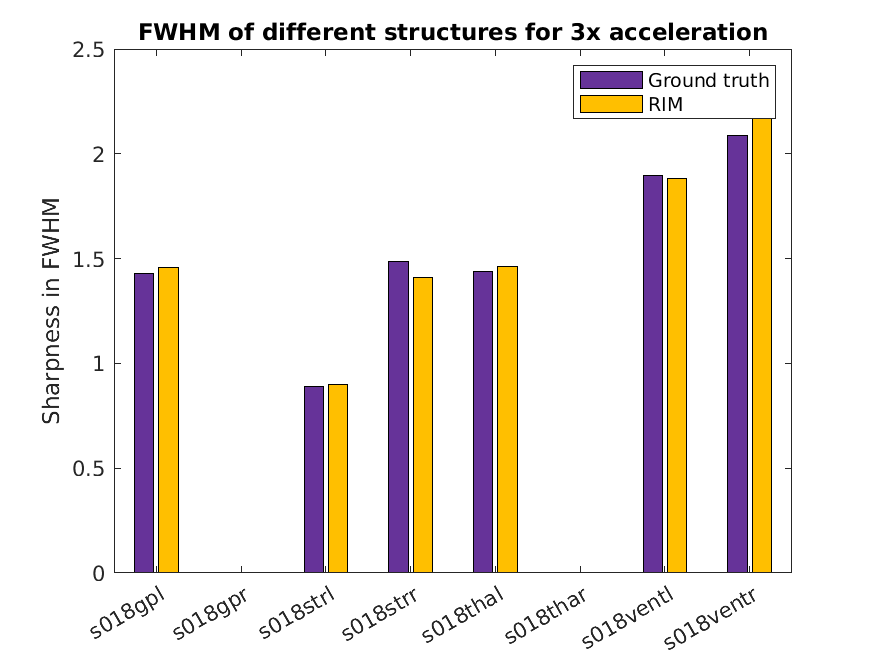 FWHM of different structures for 3x acceleration
Ground truth
RIM
Sharpness in FWHM
2.5
2
1.5
1
0.5
0
s018gpl
s018gpr
s018strl
s018strr
s018thal
s018thar
s018ventl
s018ventr